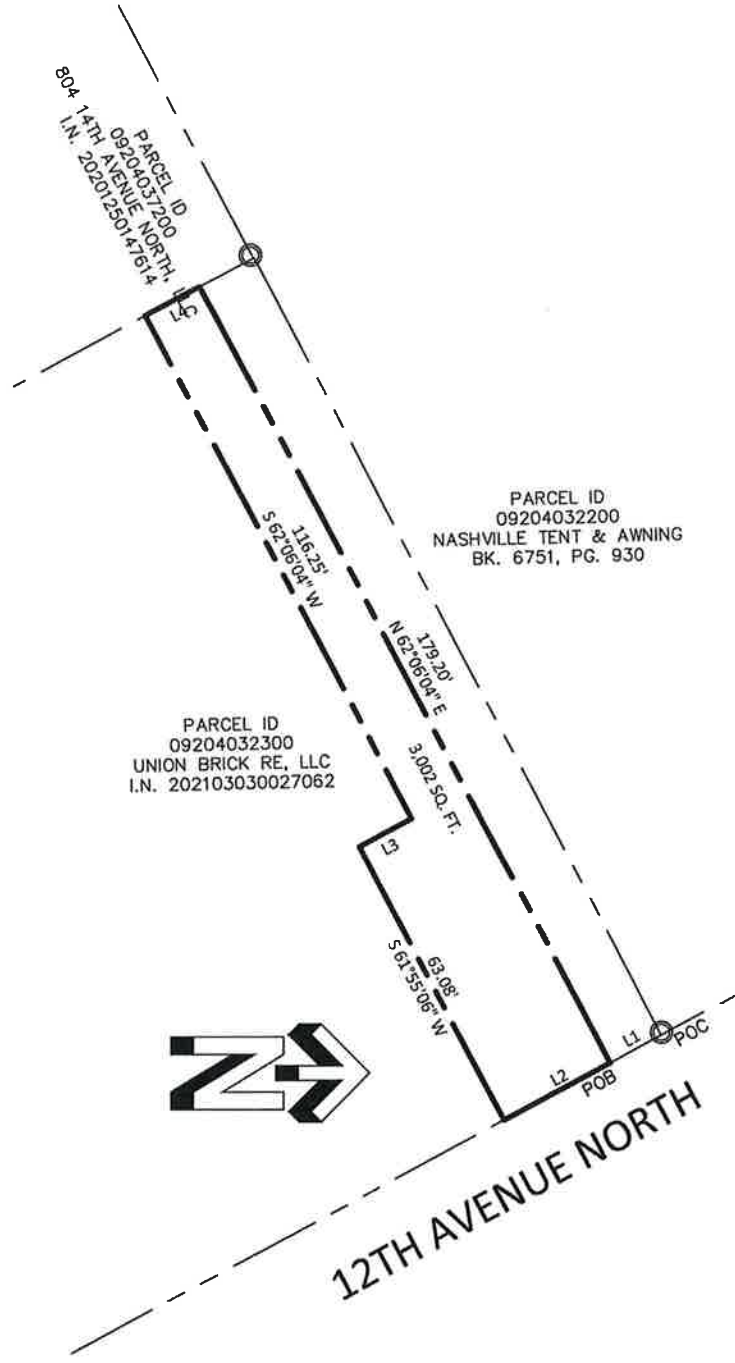 PARCEL ID
09204037200
804 14TH AVENUE NORTH,
I.N. 20201250147614
L4
PARCEL ID
09204032200
NASHVILLE TENT & AWNING
BK. 6751, PG. 930
116.25'
S 62°06'04" W
179.20'
N 62°06'04" E
3,002 SQ. FT.
PARCEL ID
09204032300
UNION BRICK RE, LLC
I.N. 202103030027062
L3
63.08'
S 61°55'06" W
N
L1
POC
L2
POB
12TH AVENUE NORTH